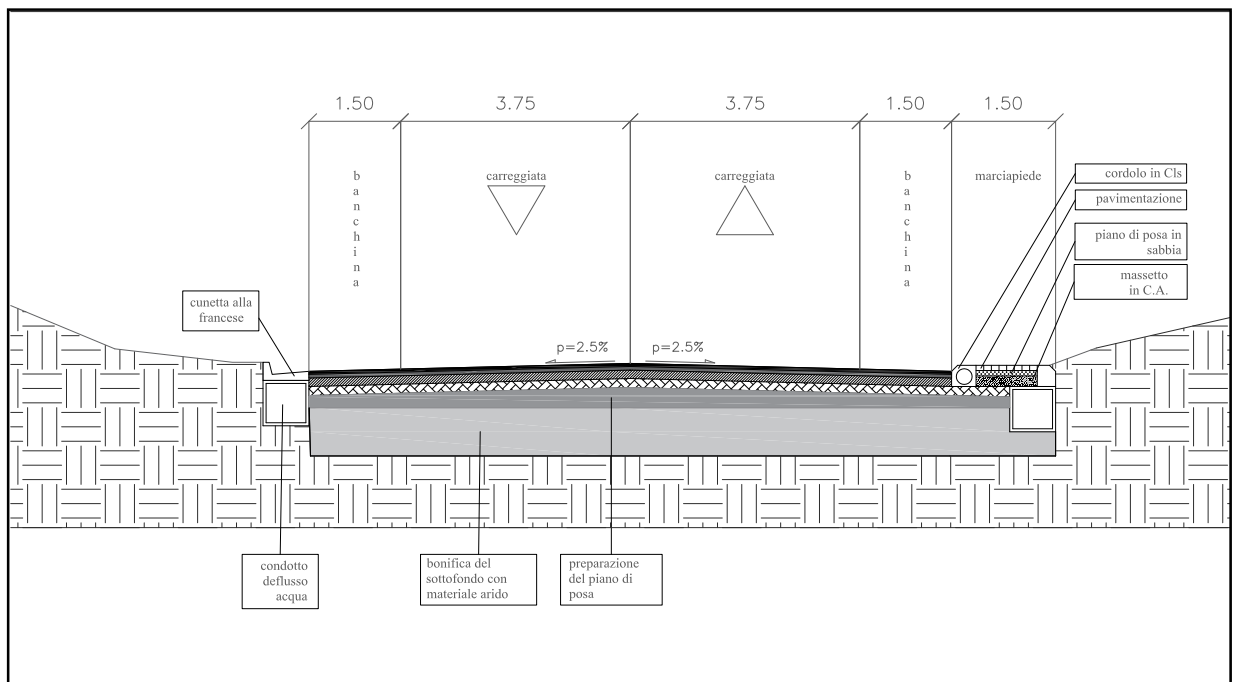 1.50 3.75 3.75 1.50 1.50
banchina
carreggiata
carreggiata
banchina
marciapiede
cordolo in Cls
pavimentazione
piano di posa in
sabbia
massetto
in C.A.
cunetta alla
francese
p=2.5% p=2.5%
condotto
deflusso
acqua
bonifica del
sottofondo con
materiale arido
preparazione
del piano di
posa